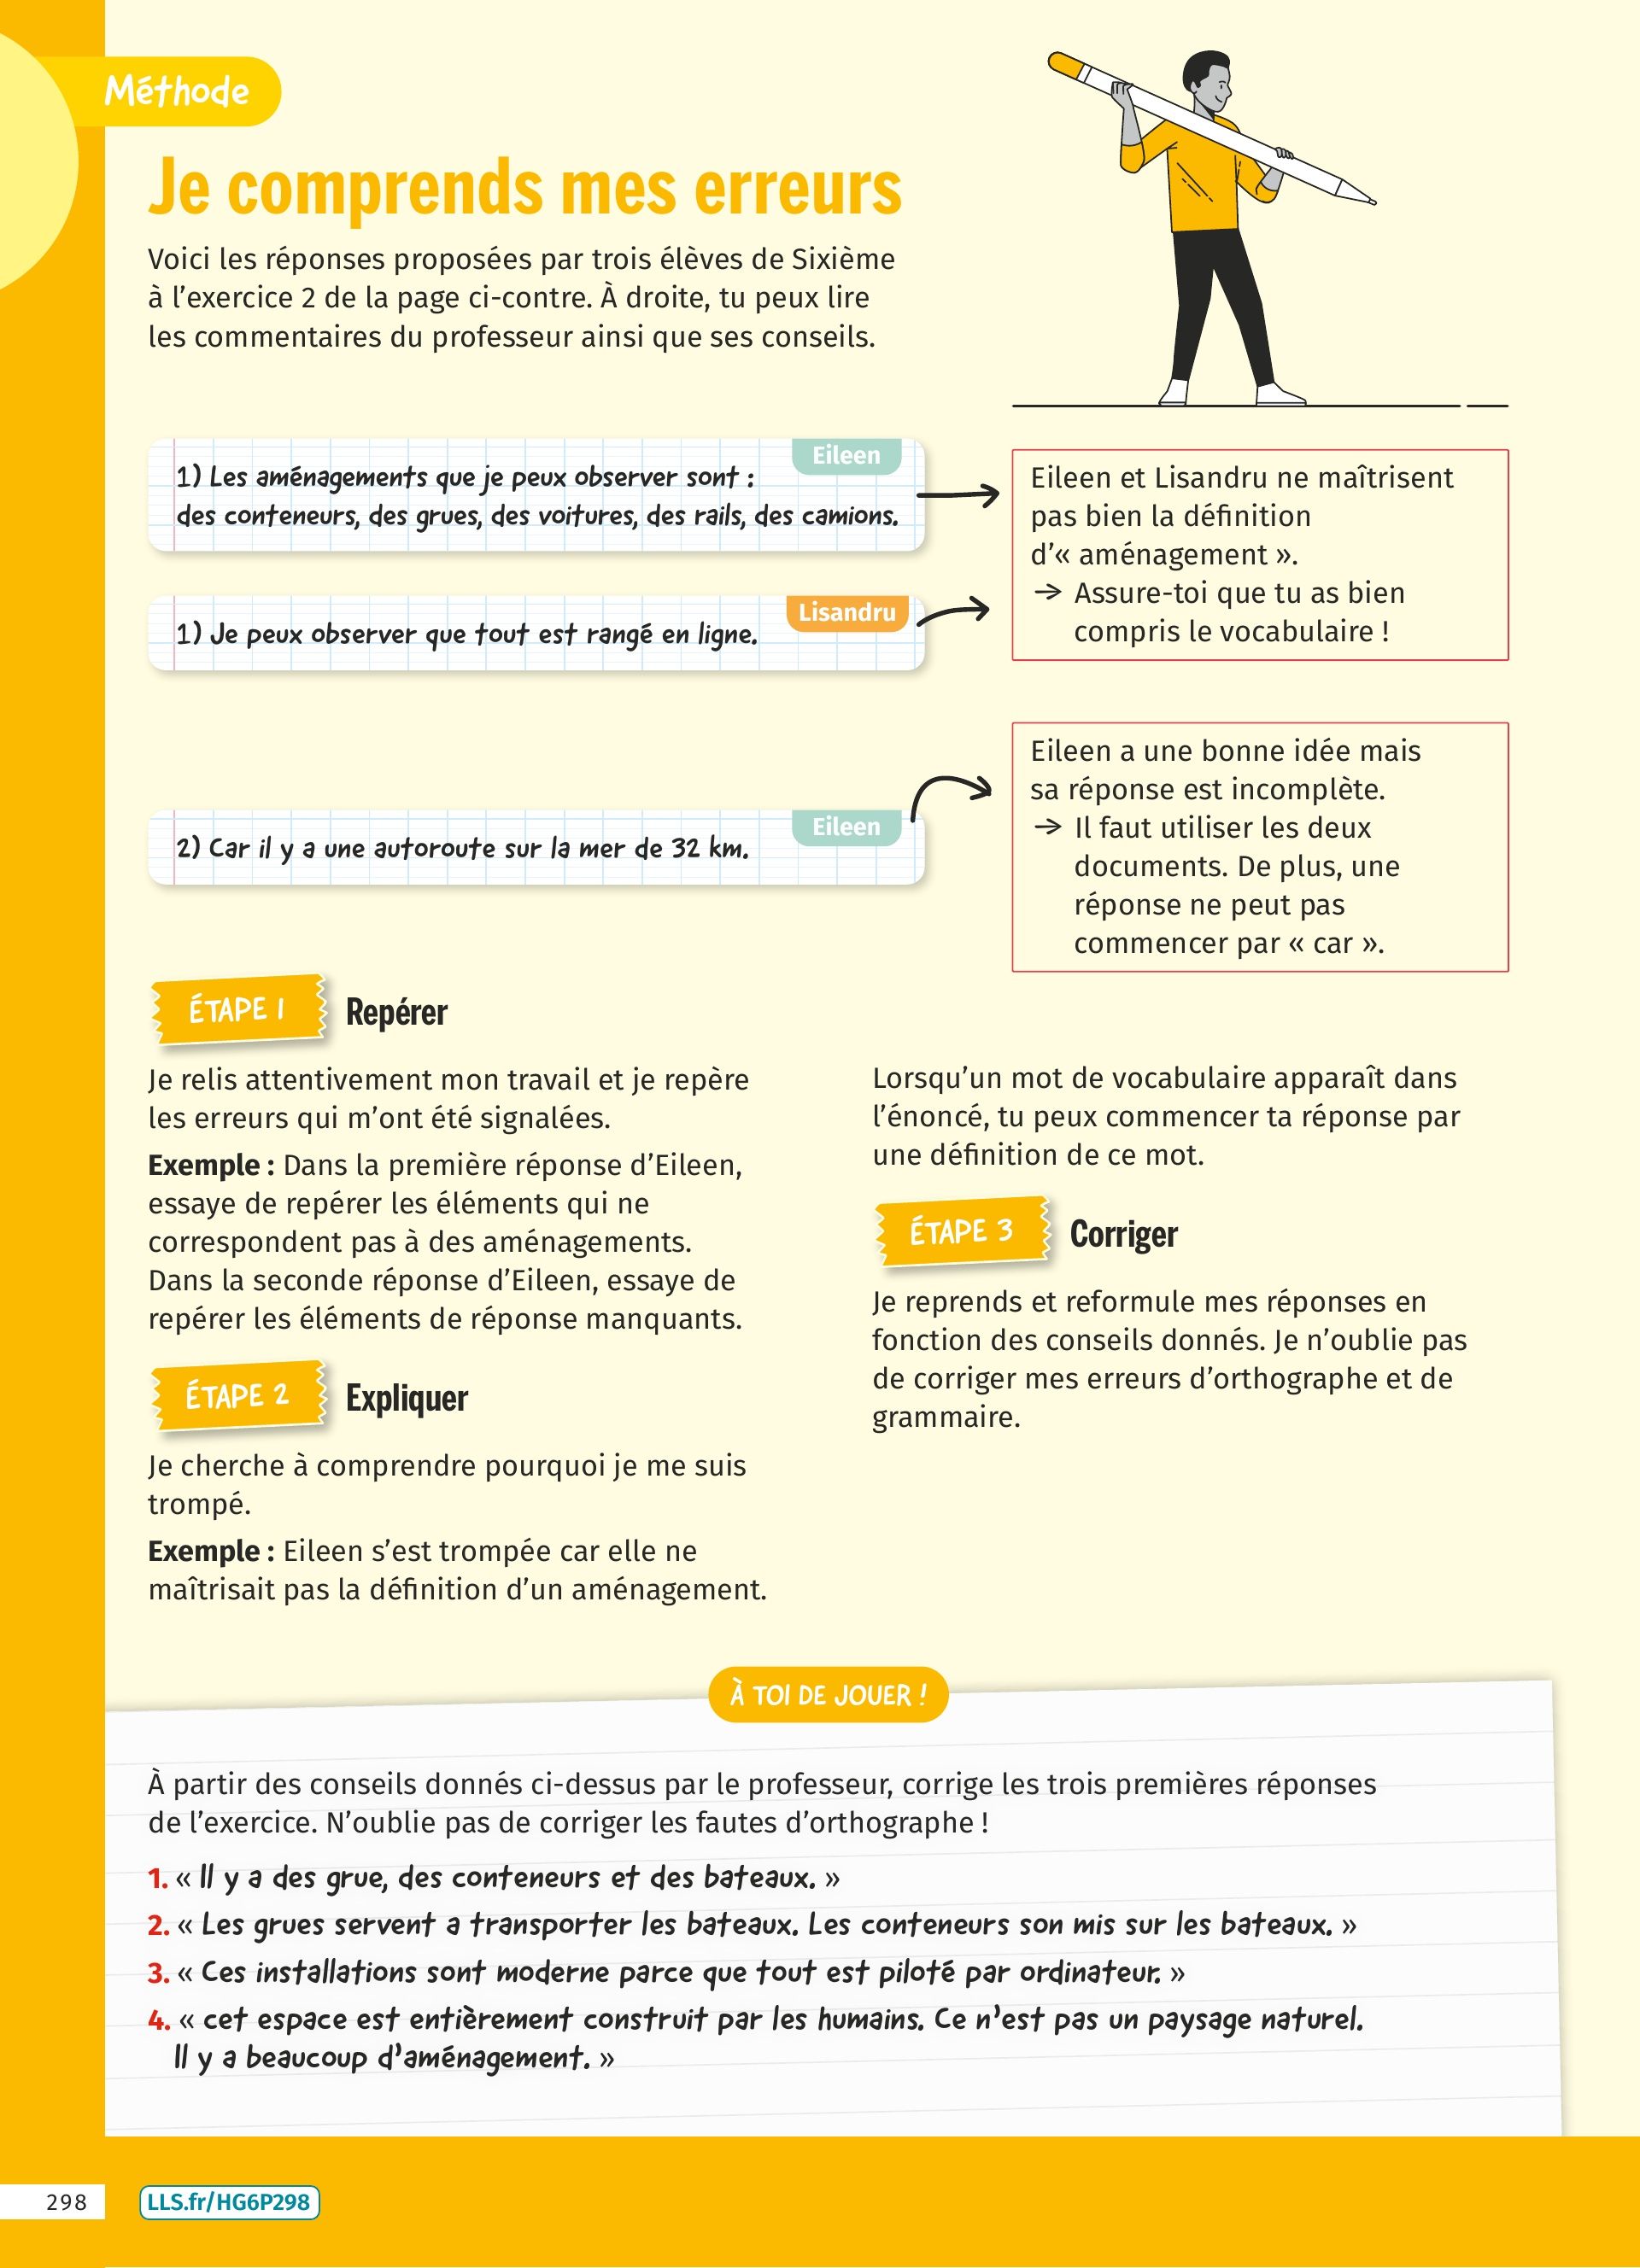 Méthode
Je comprends mes erreurs
Voici les réponses proposées par trois élèves de Sixième
à l’exercice 2 de la page ci-contre. À droite, tu peux lire
les commentaires du professeur ainsi que ses conseils.
Eileen
1) Les aménagements que je peux observer sont :
des conteneurs, des grues, des voitures, des rails, des camions.
Lisandru
1) Je peux observer que tout est rangé en ligne.
Eileen et Lisandru ne maîtrisent
pas bien la définition
d’« aménagement ».
→ Assure-toi que tu as bien
compris le vocabulaire !
Eileen
2) Car il y a une autoroute sur la mer de 32 km.
Eileen a une bonne idée mais
sa réponse est incomplète.
→ Il faut utiliser les deux
documents. De plus, une
réponse ne peut pas
commencer par « car ».
ÉTAPE 1 Repérer
Je relis attentivement mon travail et je repère
les erreurs qui m’ont été signalées.
Exemple : Dans la première réponse d’Eileen,
essaye de repérer les éléments qui ne
correspondent pas à des aménagements.
Dans la seconde réponse d’Eileen, essaye de
repérer les éléments de réponse manquants.
ÉTAPE 2 Expliquer
Je cherche à comprendre pourquoi je me suis
trompé.
Exemple : Eileen s’est trompée car elle ne
maîtrisait pas la définition d’un aménagement.
Lorsqu’un mot de vocabulaire apparaît dans
l’énoncé, tu peux commencer ta réponse par
une définition de ce mot.
ÉTAPE 3 Corriger
Je reprends et reformule mes réponses en
fonction des conseils donnés. Je n’oublie pas
de corriger mes erreurs d’orthographe et de
grammaire.
À TOI DE JOUER !
À partir des conseils donnés ci-dessus par le professeur, corrige les trois premières réponses
de l’exercice. N’oublie pas de corriger les fautes d’orthographe !
1. « Il y a des grue, des conteneurs et des bateaux. »
2. « Les grues servent a transporter les bateaux. Les conteneurs son mis sur les bateaux. »
3. « Ces installations sont moderne parce que tout est piloté par ordinateur. »
4. « cet espace est entièrement construit par les humains. Ce n’est pas un paysage naturel.
Il y a beaucoup d’aménagement. »
298
LLS.fr/HG6P298